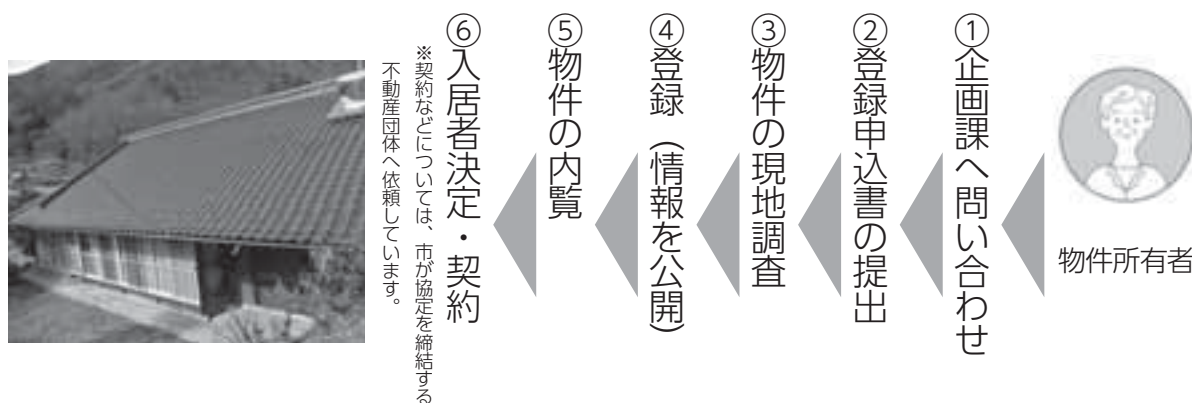 物件所有者
①企画課へ問い合わせ
②登録申込書の提出
③物件の現地調査
④登録（情報を公開）
⑤物件の内覧
⑥入居者決定・契約
※契約などについては、市が協定を締結する
不動産団体へ依頼しています。